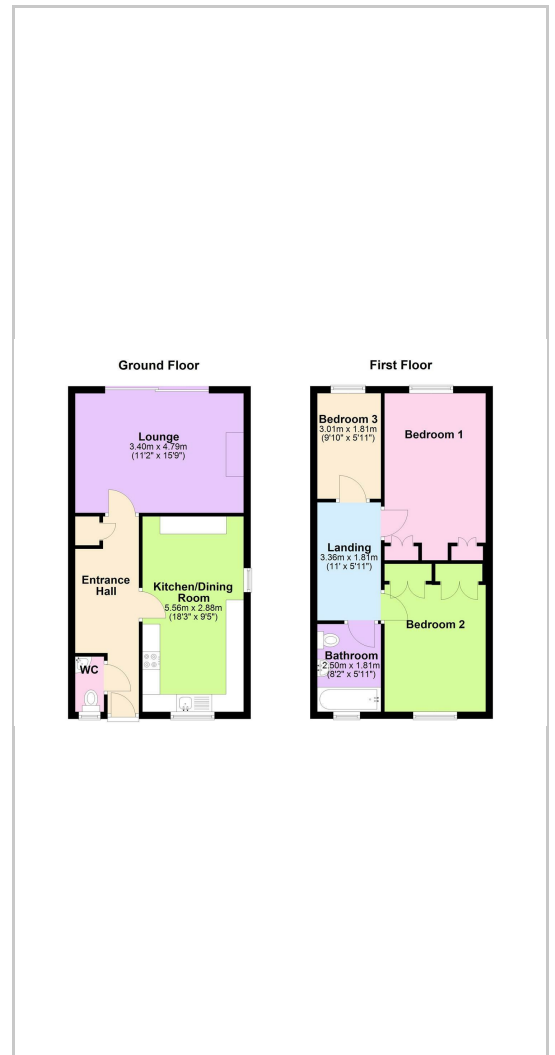 Ground Floor
Lounge
3.40m x 4.79m
(11'2" x 15'9")
Entrance
Hall
Kitchen/Dining
Room
5.56m x 2.88m
(18'3" x 9'5")
WC
First Floor
Bedroom 3
3.01m x 1.81m
(9'10" x 5'11")
Bedroom 1
Landing
3.36m x 1.81m
(11' x 5'11")
Bedroom 2
Bathroom
2.50m x 1.81m
(8'2" x 5'11")